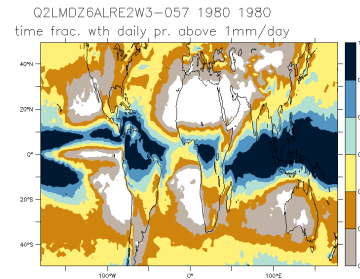 Q2LMDZ6ALRE2W3-057 1980 1980
time frac. wth daily pr. above 1mm/day
40°N
20°N
0°
20°S
40°S
100°W
0°
100°E